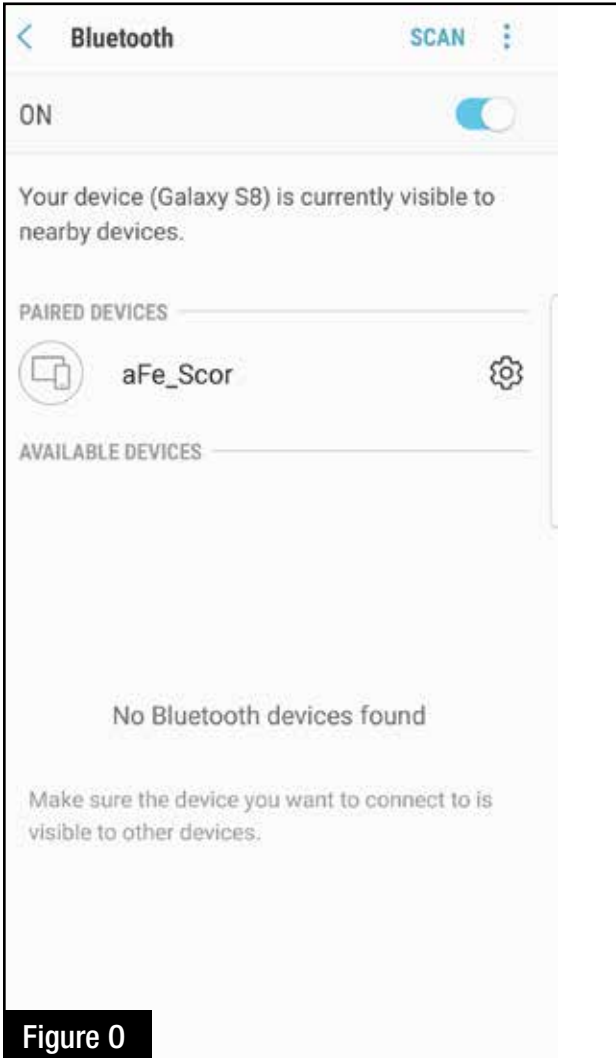 Bluetooth SCAN
ON
Your device (Galaxy S8) is currently visible to
nearby devices.
PAIRED DEVICES
aFe_Scor
AVAILABLE DEVICES
No Bluetooth devices found
Make sure the device you want to connect to is
visible to other devices.
Figure O